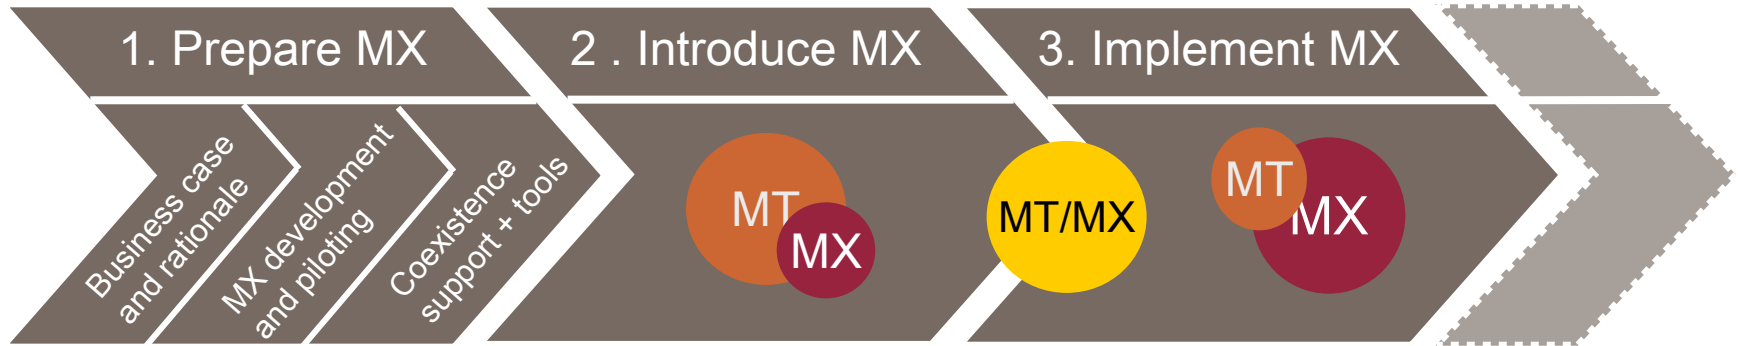 1. Prepare MX
2 . Introduce MX
3. Implement MX
Business case
and rationale
MX development
and piloting
Coexistence
support + tools
MT
MX
MT/MX
MT
MX